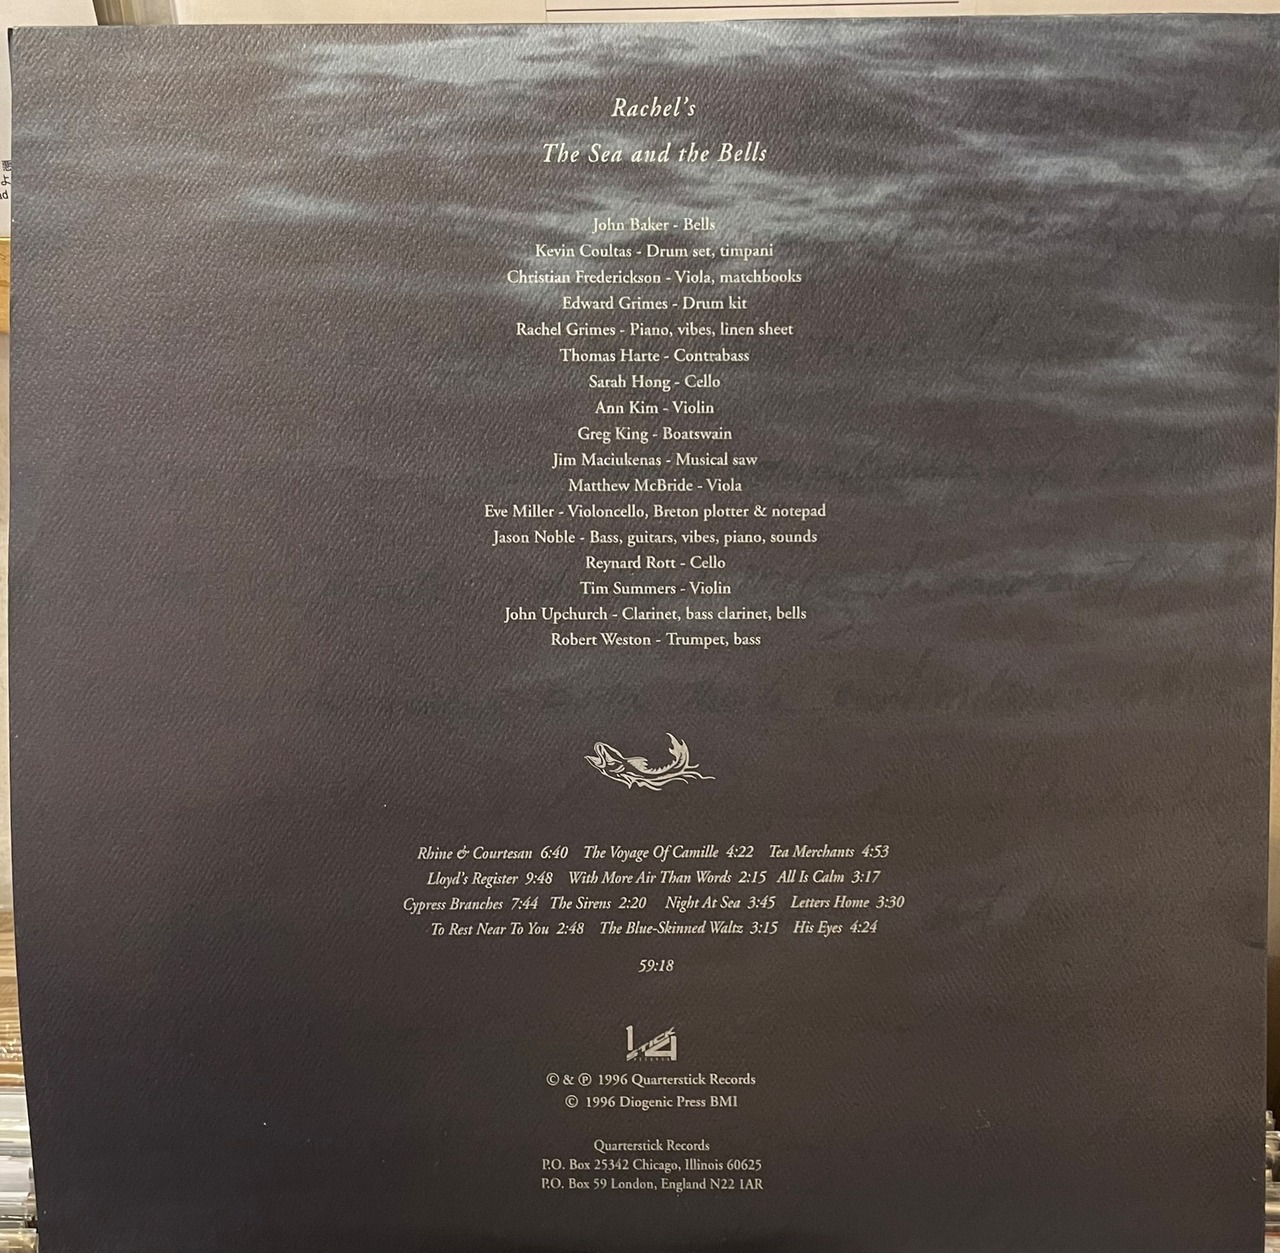 Rachel's
The Sea and the Bells
John Baker - Bells
Kevin Coultas - Drum set, timpani
Christian Frederickson - Viola, matchbooks
Edward Grimes - Drum kit
Rachel Grimes - Piano, vibes, linen sheet
Thomas Harte - Contrabass
Sarah Hong - Cello
Ann Kim - Violin
Greg King - Boatswain
Jim Maciukenas - Musical saw
Matthew McBride - Viola
Eve Miller - Violoncello, Breton plotter & notepad
Jason Noble - Bass, guitars, vibes, piano, sounds
Reynard Rott - Cello
Tim Summers - Violin
John Upchurch - Clarinet, bass clarinet, bells
Robert Weston - Trumpet, bass
Rhine & Courtesan 6:40 The Voyage Of Camille 4:22 Tea Merchants 4:53
Lloyd's Register 9:48 With More Air Than Words 2:15 All Is Calm 3:17
Cypress Branches 7:44 The Sirens 2:20 Night At Sea 3:45 Letters Home 3:30
To Rest Near To You 2:48 The Blue-Skinned Waltz 3:15 His Eyes 4:24
59:18
1/4 STICK
© & ℗ 1996 Quarterstick Records
© 1996 Diogenic Press BMI
Quarterstick Records
P.O. Box 25342 Chicago, Illinois 60625
P.O. Box 59 London, England N22 1AR